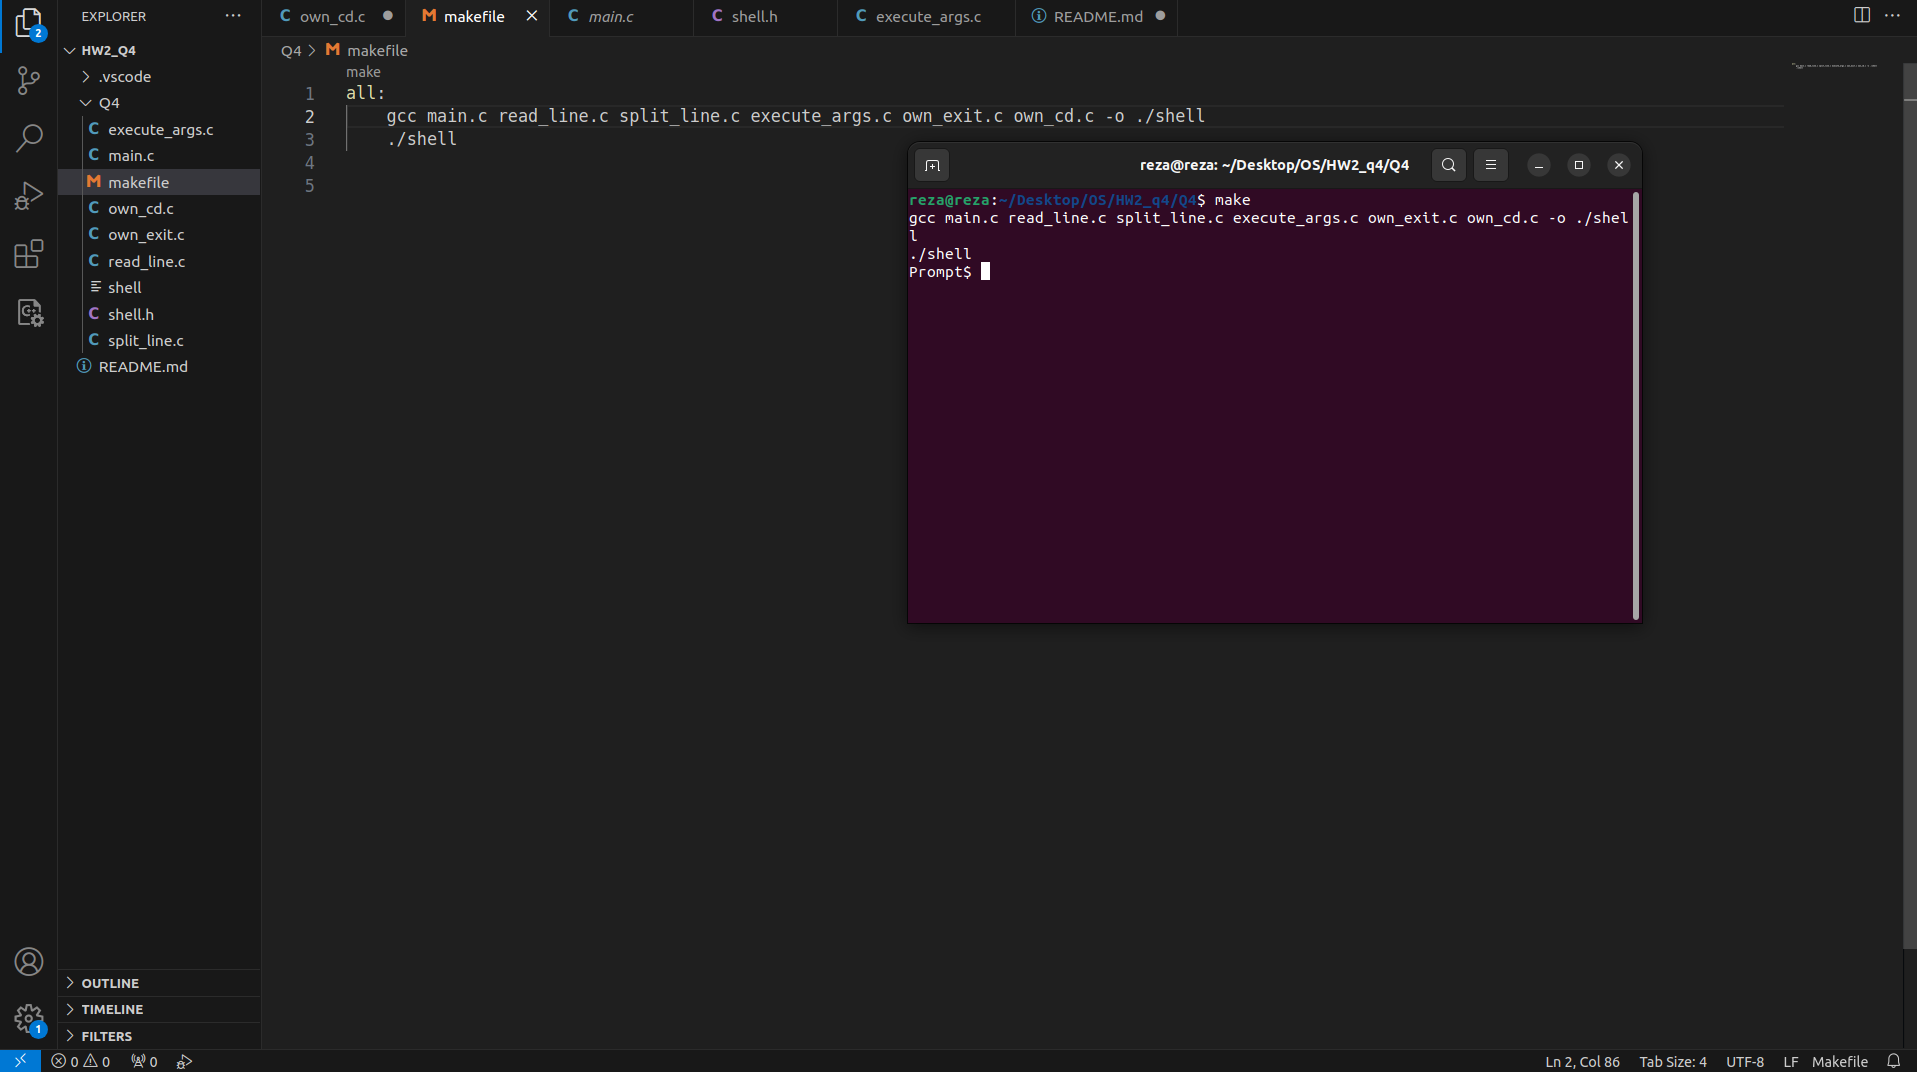 EXPLORER
HW2_Q4
.vscode
Q4
execute_args.c
main.c
makefile
own_cd.c
own_exit.c
read_line.c
shell
shell.h
split_line.c
README.md
OUTLINE
TIMELINE
FILTERS
2
1
own_cd.c
makefile
main.c
shell.h
execute_args.c
README.md
Q4 > makefile
make
1 all:
2 gcc main.c read_line.c split_line.c execute_args.c own_exit.c own_cd.c -o ./shell
3 ./shell
4
5
reza@reza: ~/Desktop/OS/HW2_q4/Q4
reza@reza:~/Desktop/OS/HW2_q4/Q4$ make
gcc main.c read_line.c split_line.c execute_args.c own_exit.c own_cd.c -o ./shel
l
./shell
Prompt$
0 0 0
Ln 2, Col 86 Tab Size: 4 UTF-8 LF Makefile